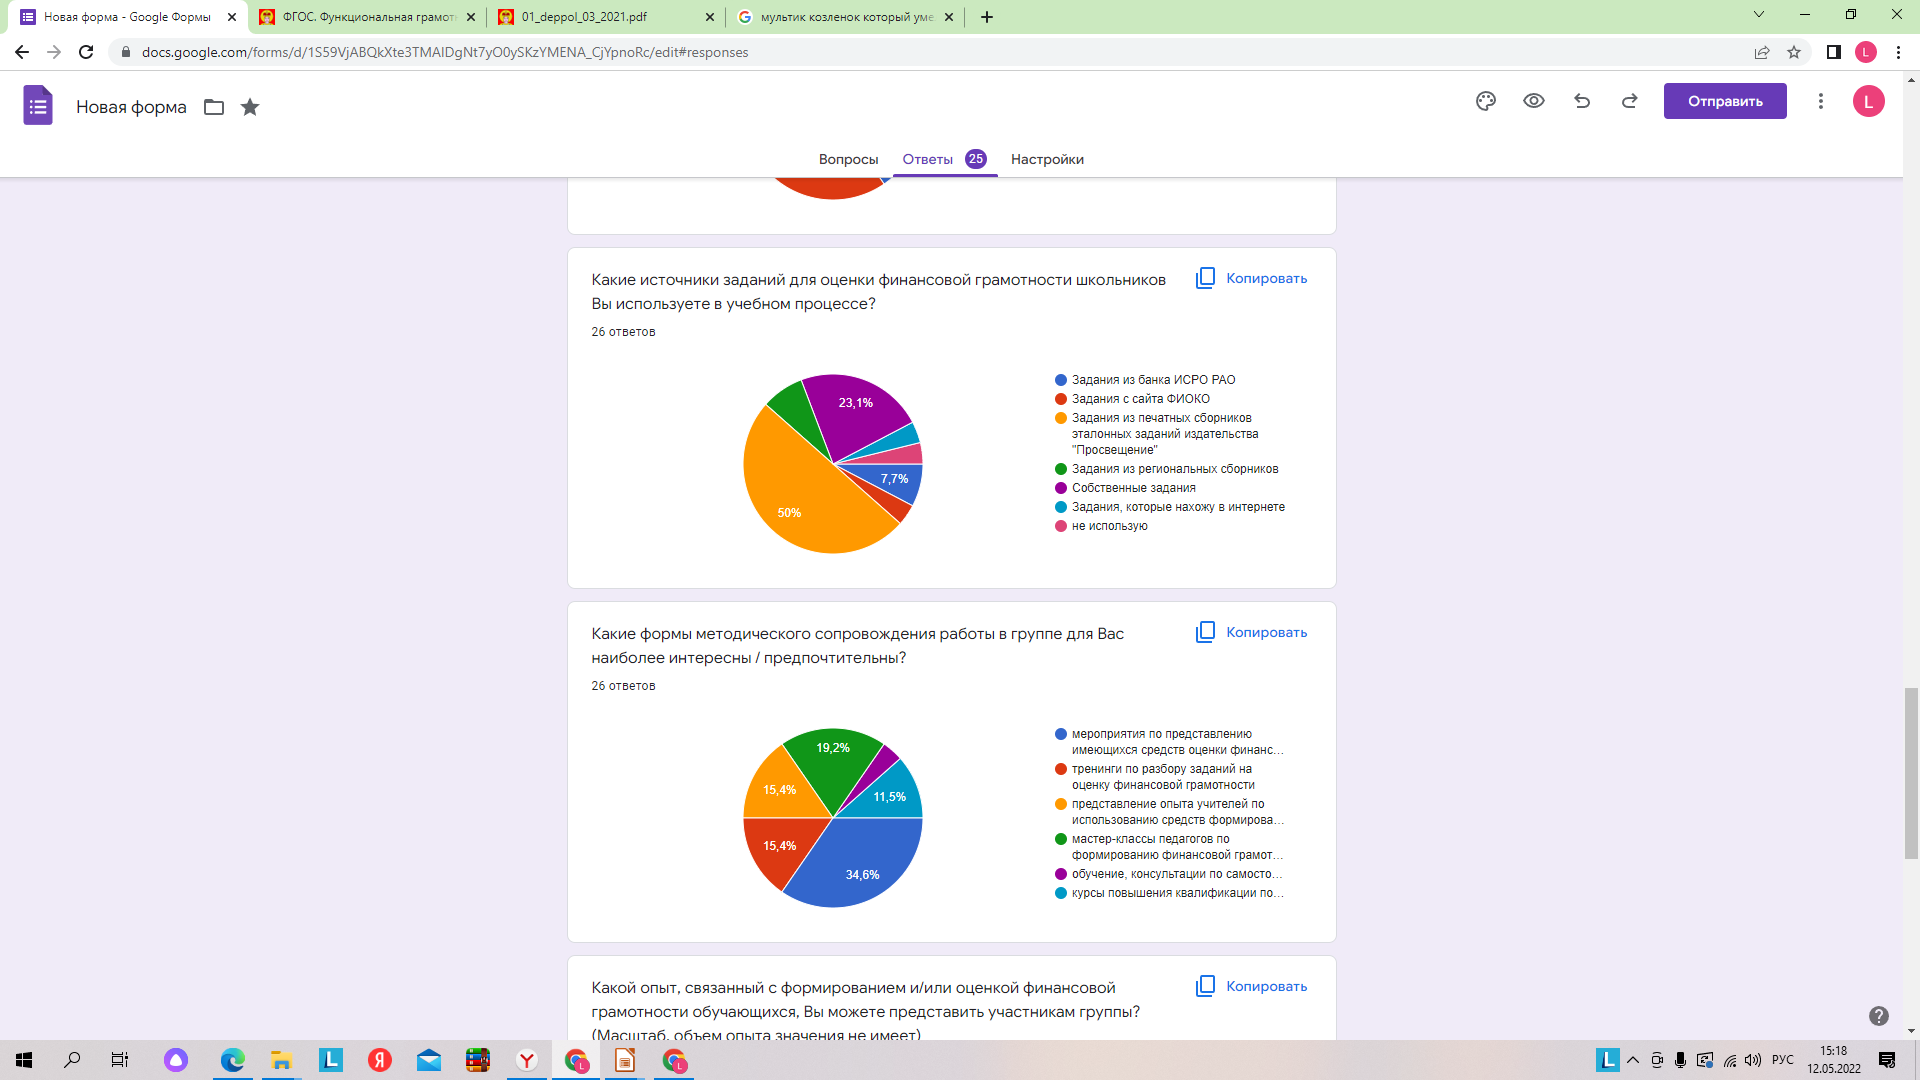 Новая форма - Google Формы
ФГОС. Функциональная грамотн
01_deppol_03_2021.pdf
мультик козленок который уме
docs.google.com/forms/d/1S59VjABQkXte3TMAlDgNt7yO0ySKzYMENA_CjYpnoRc/edit#responses
L
Новая форма
Отправить
L
Вопросы
Ответы 25
Настройки
Какие источники заданий для оценки финансовой грамотности школьников
Вы используете в учебном процессе?
Копировать
26 ответов
23,1%
7,7%
50%
Задания из банка ИСРО РАО
Задания с сайта ФИОКО
Задания из печатных сборников
эталонных заданий издательства
"Просвещение"
Задания из региональных сборников
Собственные задания
Задания, которые нахожу в интернете
не использую
Какие формы методического сопровождения работы в группе для Вас
наиболее интересны / предпочтительны?
Копировать
26 ответов
19,2%
15,4%
11,5%
15,4%
34,6%
мероприятия по представлению
имеющихся средств оценки финанс…
тренинги по разбору заданий на
оценку финансовой грамотности
представление опыта учителей по
использованию средств формирова…
мастер-классы педагогов по
формированию финансовой грамот…
обучение, консультации по самосто…
курсы повышения квалификации по…
Какой опыт, связанный с формированием и/или оценкой финансовой
грамотности обучающихся, Вы можете представить участникам группы?
(Масштаб, объем опыта значения не имеет)
Копировать
L
Я
Y
L
L
L
РУС
15:18
12.05.2022